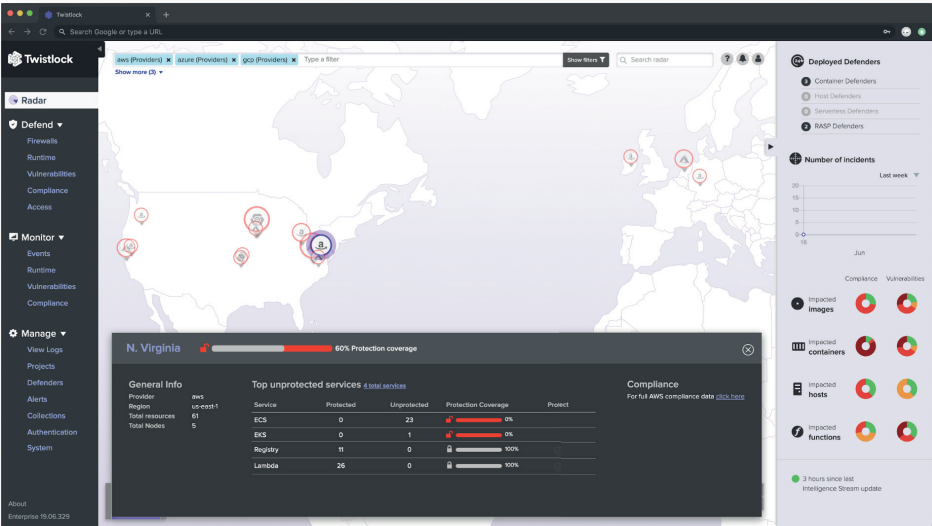 Twistlock
Search Google or type a URL
Twistlock
Radar
Defend
Firewalls
Runtime
Vulnerabilities
Compliance
Access
Monitor
Events
Runtime
Vulnerabilities
Compliance
Manage
View Logs
Projects
Defenders
Alerts
Collections
Authentication
System
About
Enterprise 19.06.329
aws (Providers) x azure (Providers) x gcp (Providers) x Type a filter
Show filters
Search radar
?
Show more (3)
N. Virginia
60% Protection coverage
General Info
Provider aws
Region us-east-1
Total resources 61
Total Nodes 5
Top unprotected services 4 total services
Service Protected Unprotected Protection Coverage Protect
ECS 0 23 0%
EKS 0 1 0%
Registry 11 0 100%
Lambda 26 0 100%
Compliance
For full AWS compliance data click here
Deployed Defenders
3 Container Defenders
0 Host Defenders
0 Serverless Defenders
2 RASP Defenders
Number of incidents
Last week
20
15
10
5
0
16
Jun
Compliance Vulnerabilities
Impacted
images
Impacted
containers
Impacted
hosts
Impacted
functions
3 hours since last
Intelligence Stream update